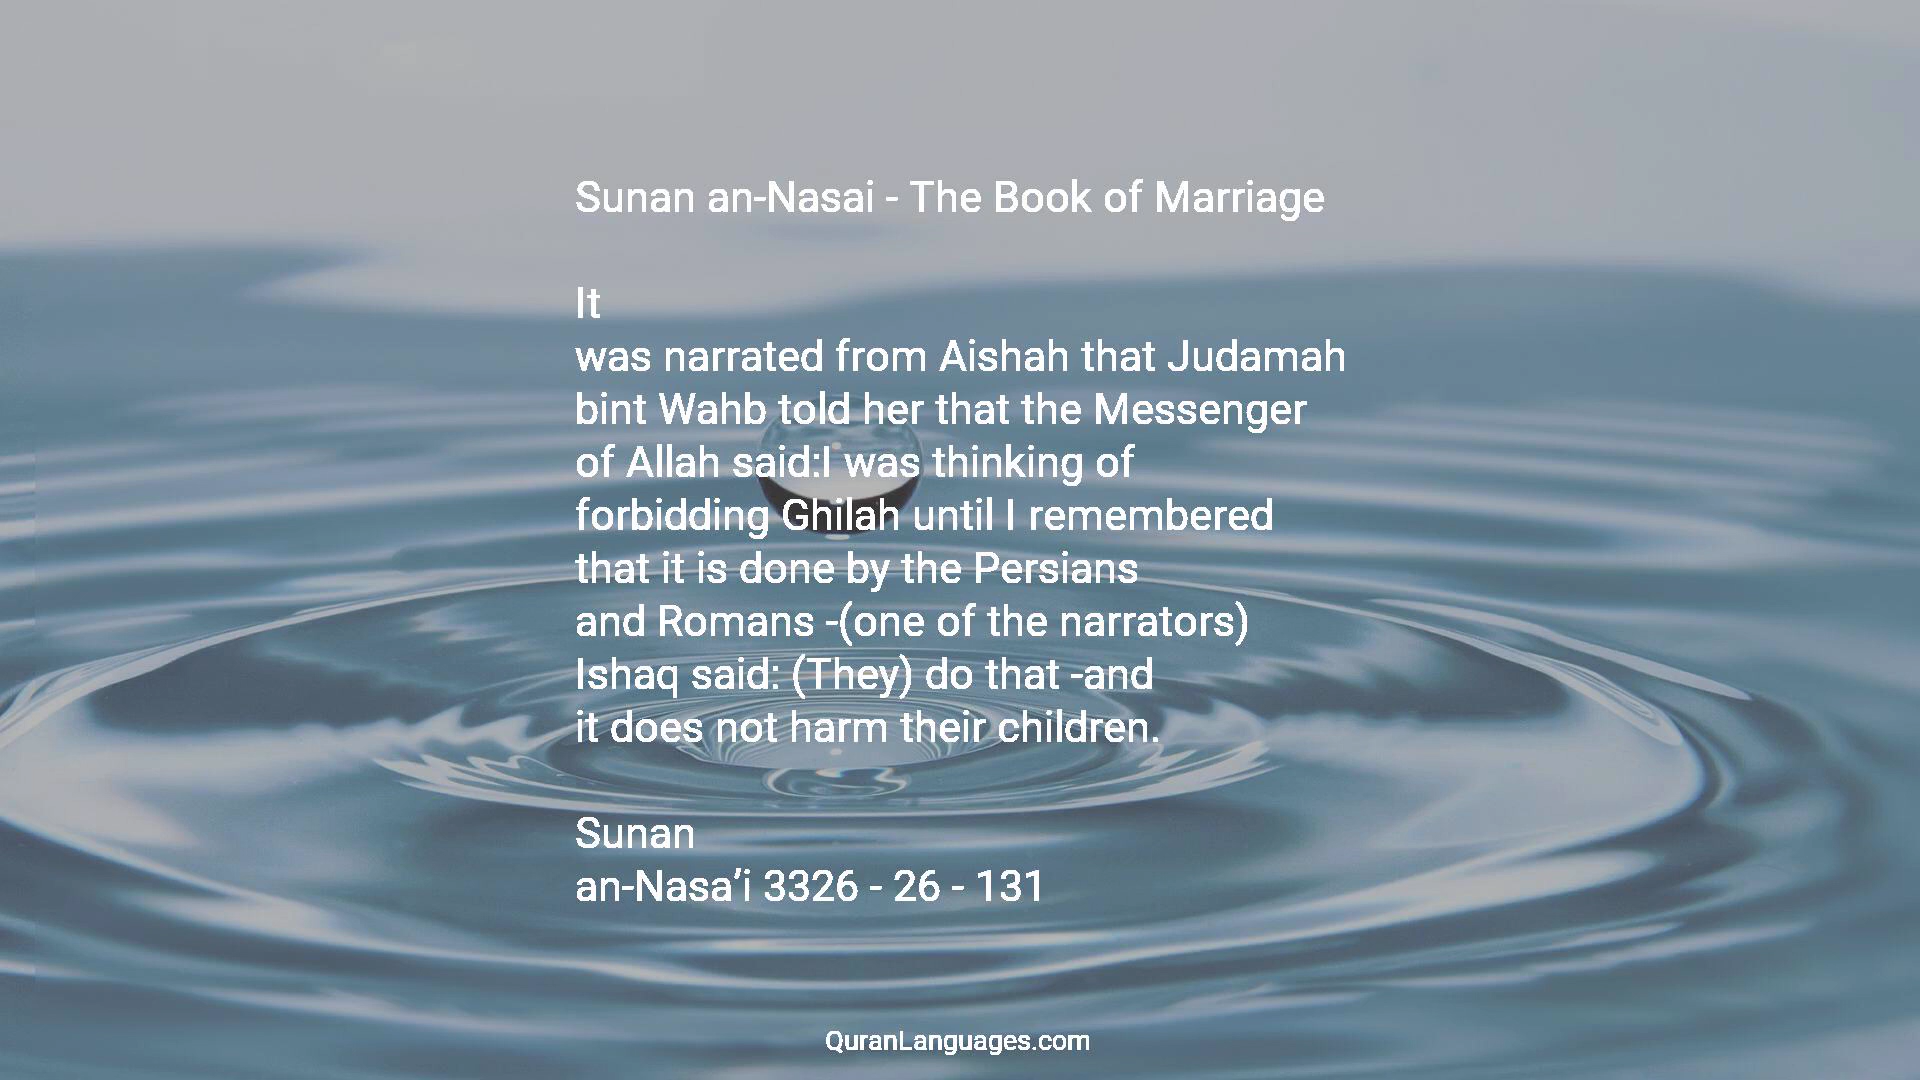 Sunan an-Nasai - The Book of Marriage
It
was narrated from Aishah that Judamah
bint Wahb told her that the Messenger
of Allah said:I was thinking of
forbidding Ghilah until I remembered
that it is done by the Persians
and Romans -(one of the narrators)
Ishaq said: (They) do that -and
it does not harm their children.
Sunan
an-Nasa’i 3326 - 26 - 131
QuranLanguages.com